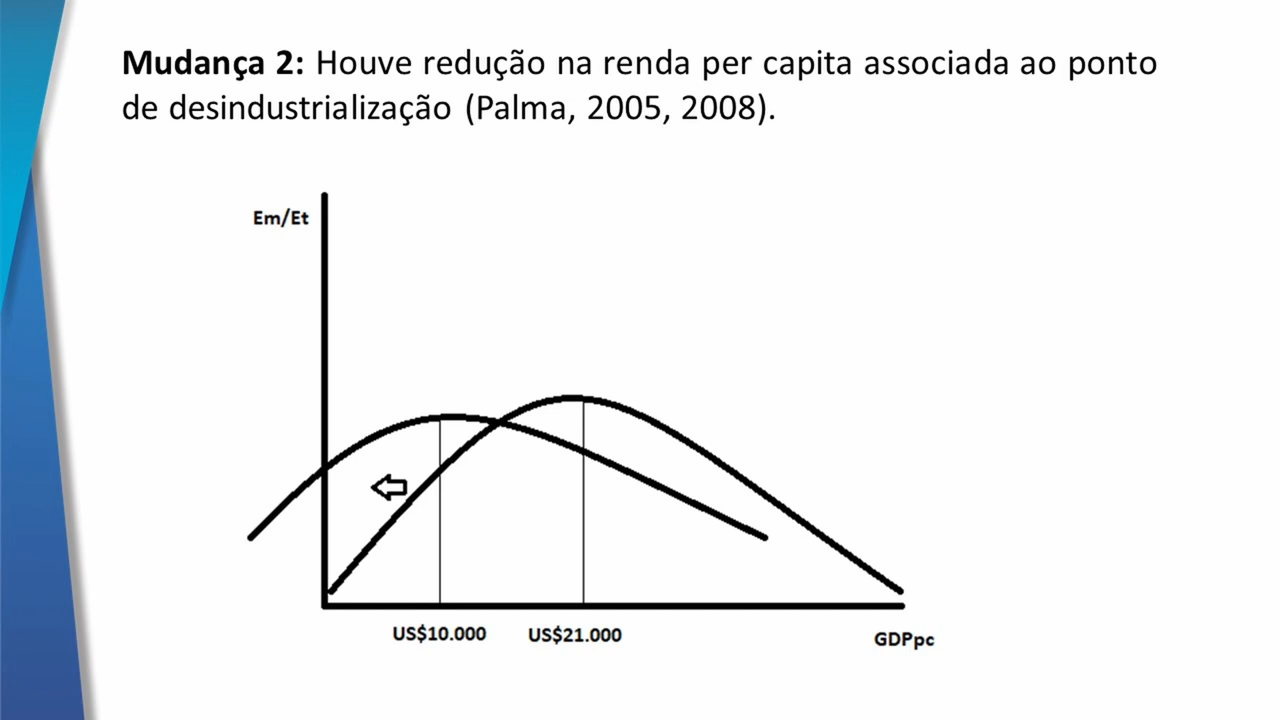 Mudança 2: Houve redução na renda per capita associada ao ponto
de desindustrialização (Palma, 2005, 2008).
Em/Et
US$10.000
US$21.000
GDPpc